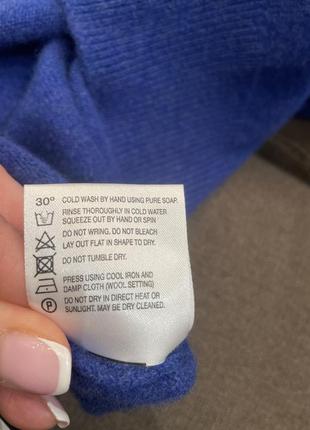 30° COLD WASH BY HAND USING PURE SOAP.
RINSE THOROUGHLY IN COLD WATER
SQUEEZE OUT BY HAND OR SPIN
DO NOT WRING. DO NOT BLEACH
LAY OUT FLAT IN SHAPE TO DRY.
DO NOT TUMBLE DRY.
PRESS USING COOL IRON AND
DAMP CLOTH (WOOL SETTING)
P DO NOT DRY IN DIRECT HEAT OR
SUNLIGHT. MAY BE DRY CLEANED.